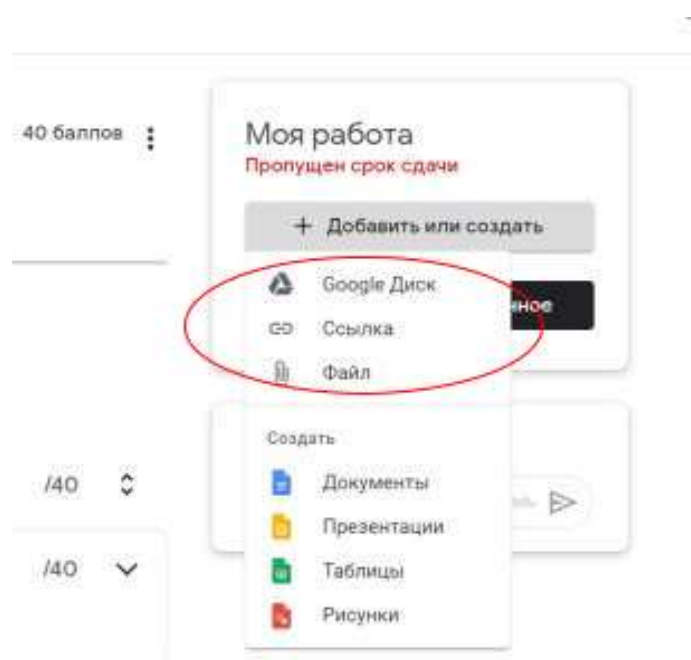 40 баллов
Моя работа
Пропущен срок сдачи
+ Добавить или создать
Google Диск
нное
Ссылка
Файл
Создать
/40
Документы
Презентации
/40
Таблицы
Рисунки